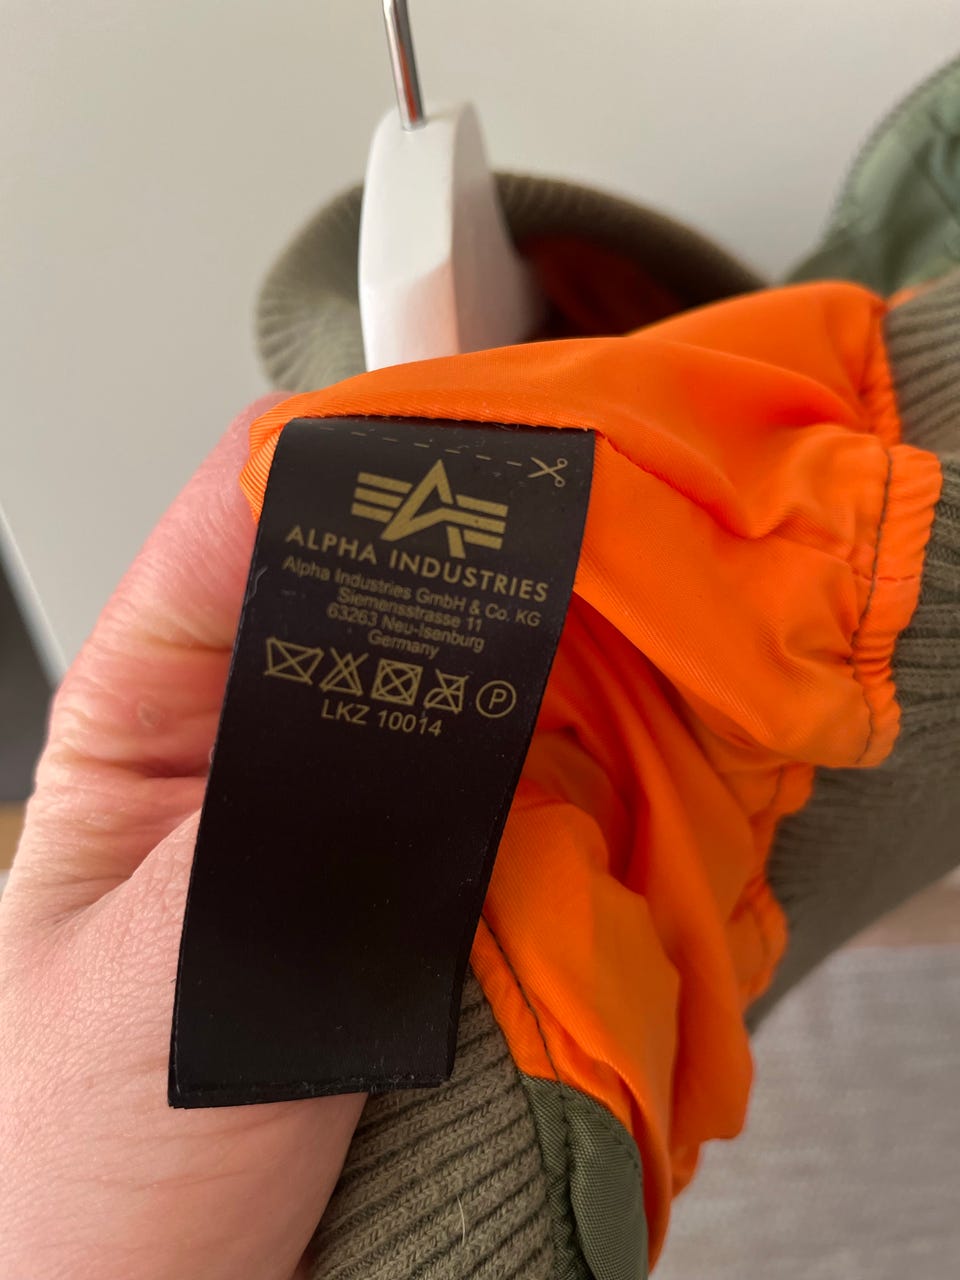 ALPHA INDUSTRIES
Alpha Industries GmbH & Co. KG
Siemensstrasse 11
63263 Neu-Isenburg
Germany
P
LKZ 10014